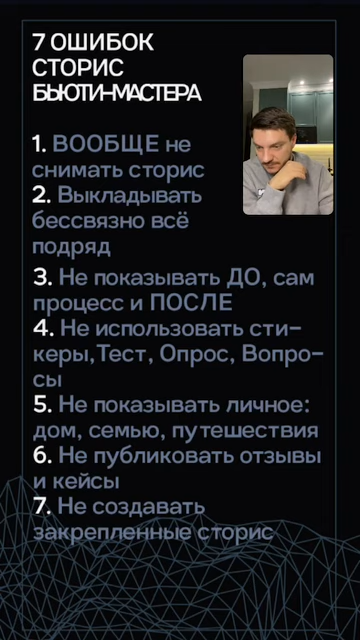 7 ОШИБОК
СТОРИС
БЬЮТИ-МАСТЕРА
1. ВООБЩЕ не
снимать сторис
2. Выкладывать
бессвязно всё
подряд
3. Не показывать ДО, сам
процесс и ПОСЛЕ
4. Не использовать сти-
керы,Тест, Опрос, Вопро-
сы
5. Не показывать личное:
дом, семью, путешествия
6. Не публиковать отзывы
и кейсы
7. Не создавать
закрепленные сторис